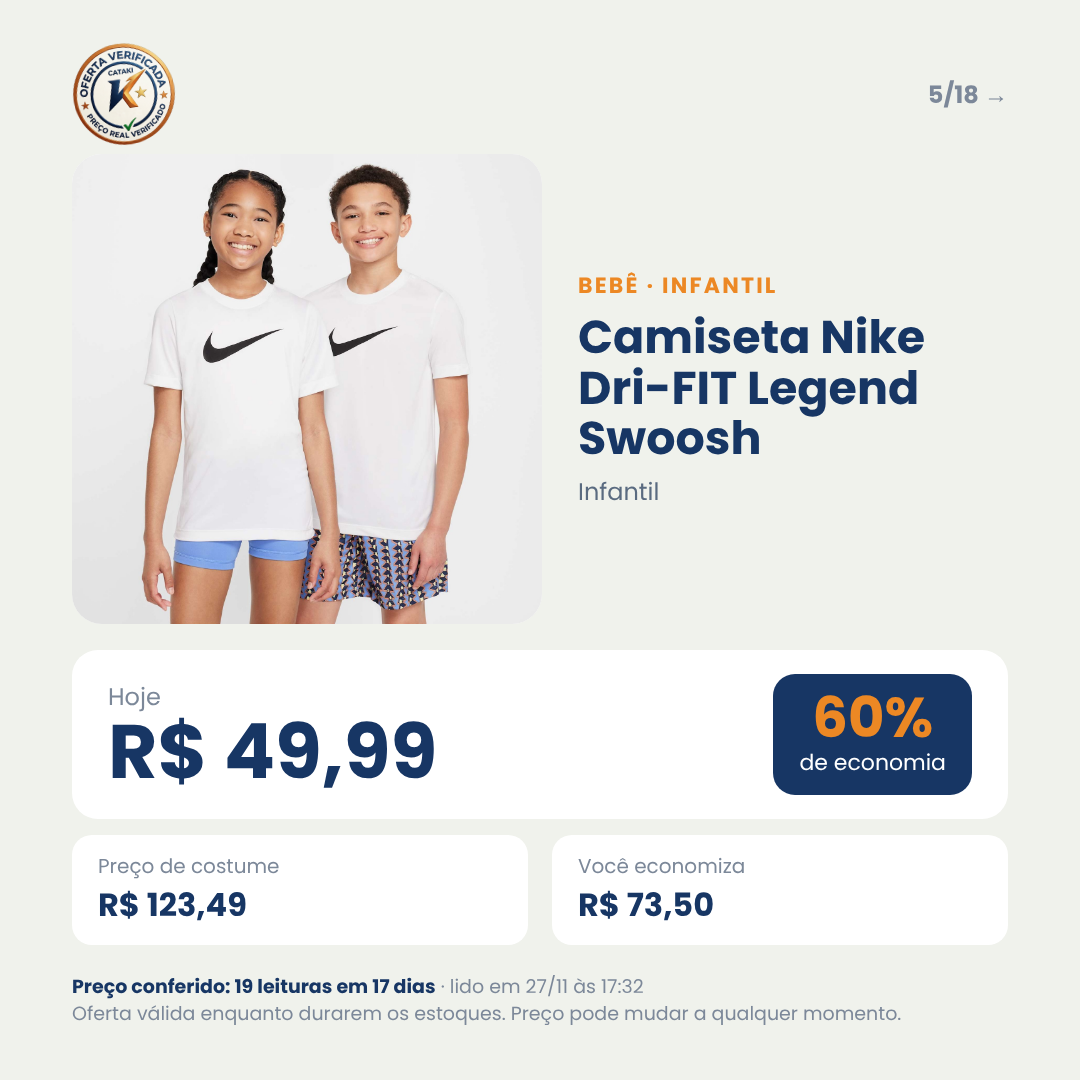 OFERTA VERIFICADA
CATAKI
PREÇO REAL VERIFICADO
5/18 →
BEBÊ · INFANTIL
Camiseta Nike
Dri-FIT Legend
Swoosh
Infantil
Hoje
R$ 49,99
60%
de economia
Preço de costume
R$ 123,49
Você economiza
R$ 73,50
Preço conferido: 19 leituras em 17 dias · lido em 27/11 às 17:32
Oferta válida enquanto durarem os estoques. Preço pode mudar a qualquer momento.